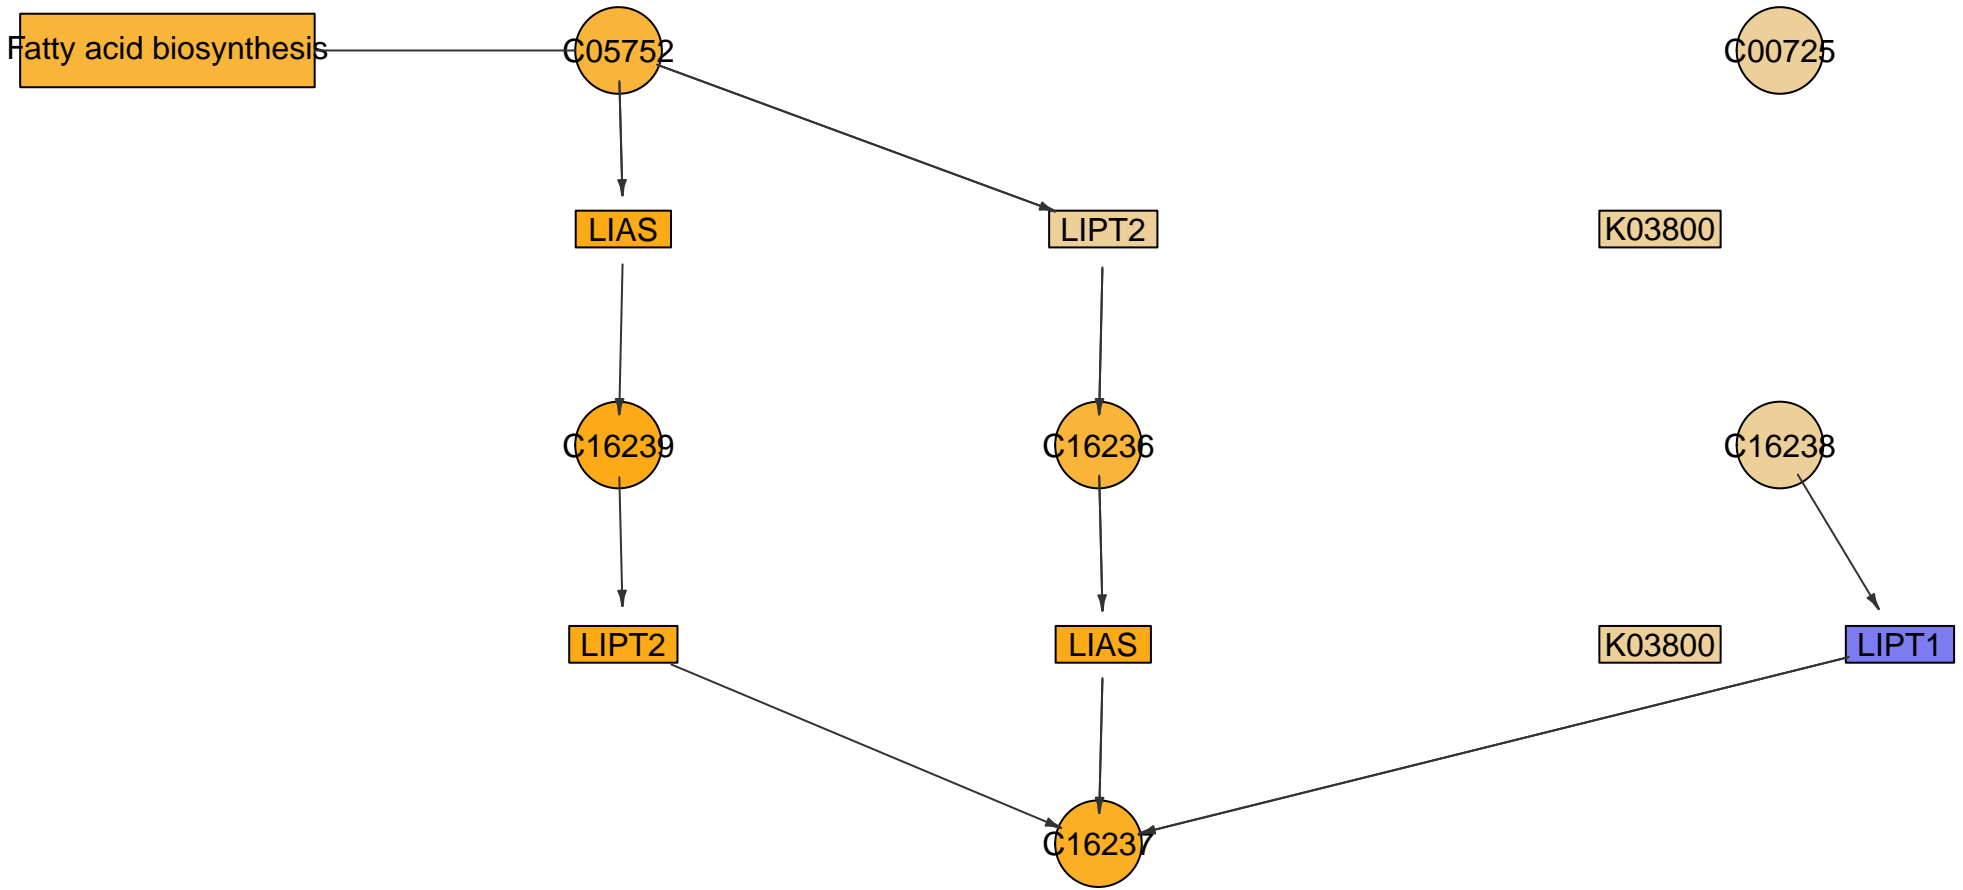 Fatty acid biosynthesis
C05752
C00725
LIAS
LIPT2
K03800
C16239
C16236
C16238
LIPT2
LIAS
K03800
LIPT1
C16237